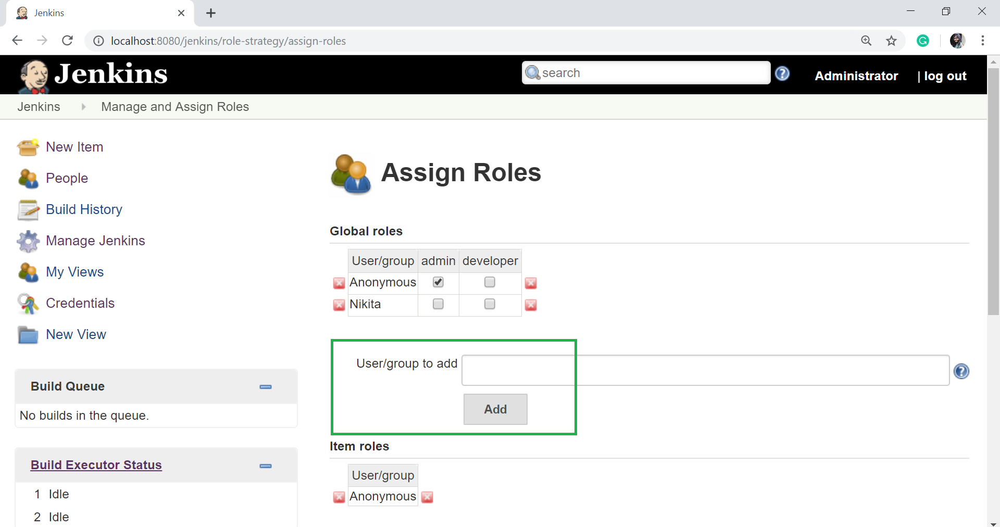 Jenkins
localhost:8080/jenkins/role-strategy/assign-roles
Jenkins
search
Administrator
| log out
Jenkins
Manage and Assign Roles
New Item
People
Build History
Manage Jenkins
My Views
Credentials
New View
Build Queue
No builds in the queue.
Build Executor Status
1 Idle
2 Idle
Assign Roles
Global roles
User/group admin developer
Anonymous
Nikita
User/group to add
Add
Item roles
User/group
Anonymous